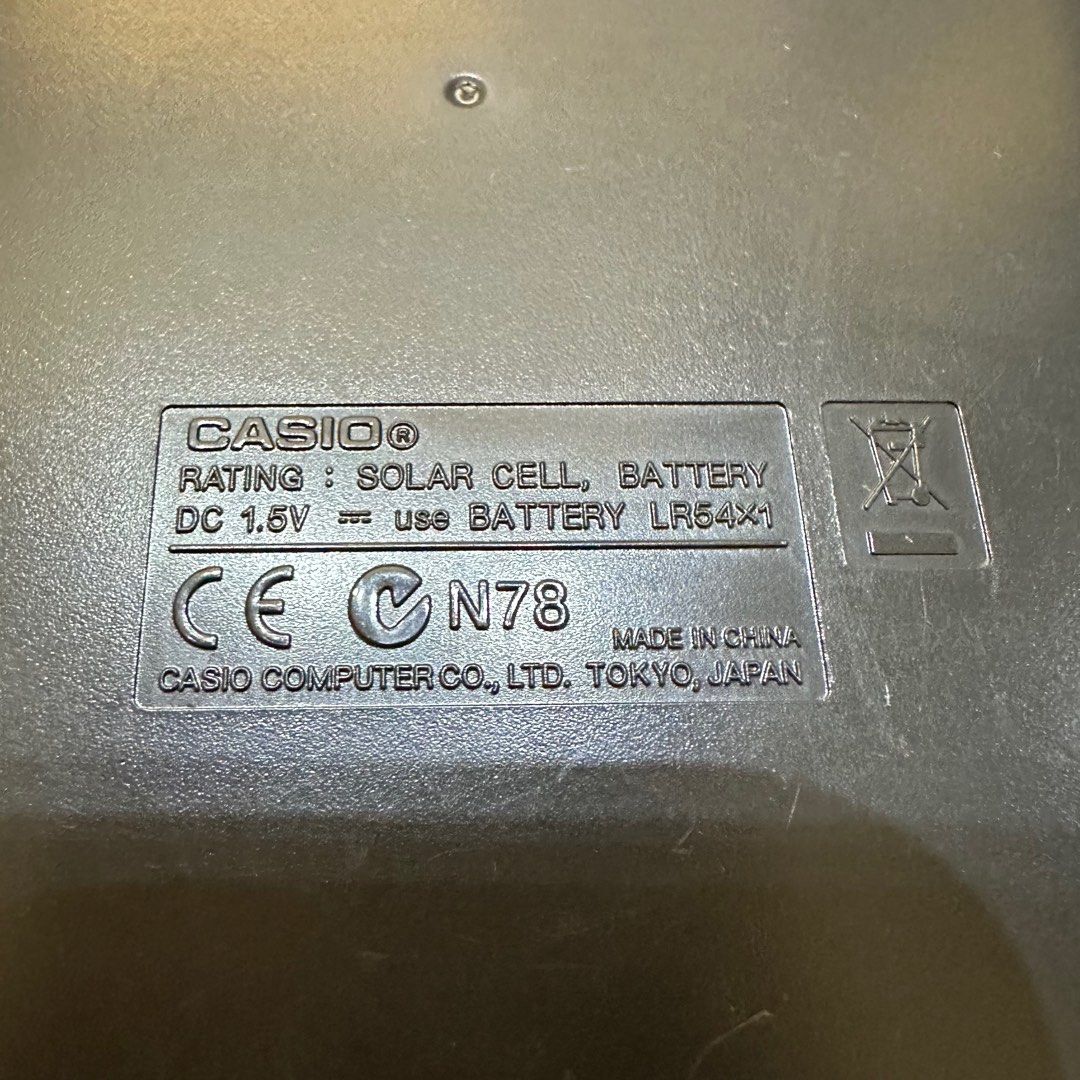 CASIO®
RATING : SOLAR CELL, BATTERY
DC 1.5V ⎓ use BATTERY LR54×1
CE N78
MADE IN CHINA
CASIO COMPUTER CO., LTD. TOKYO, JAPAN